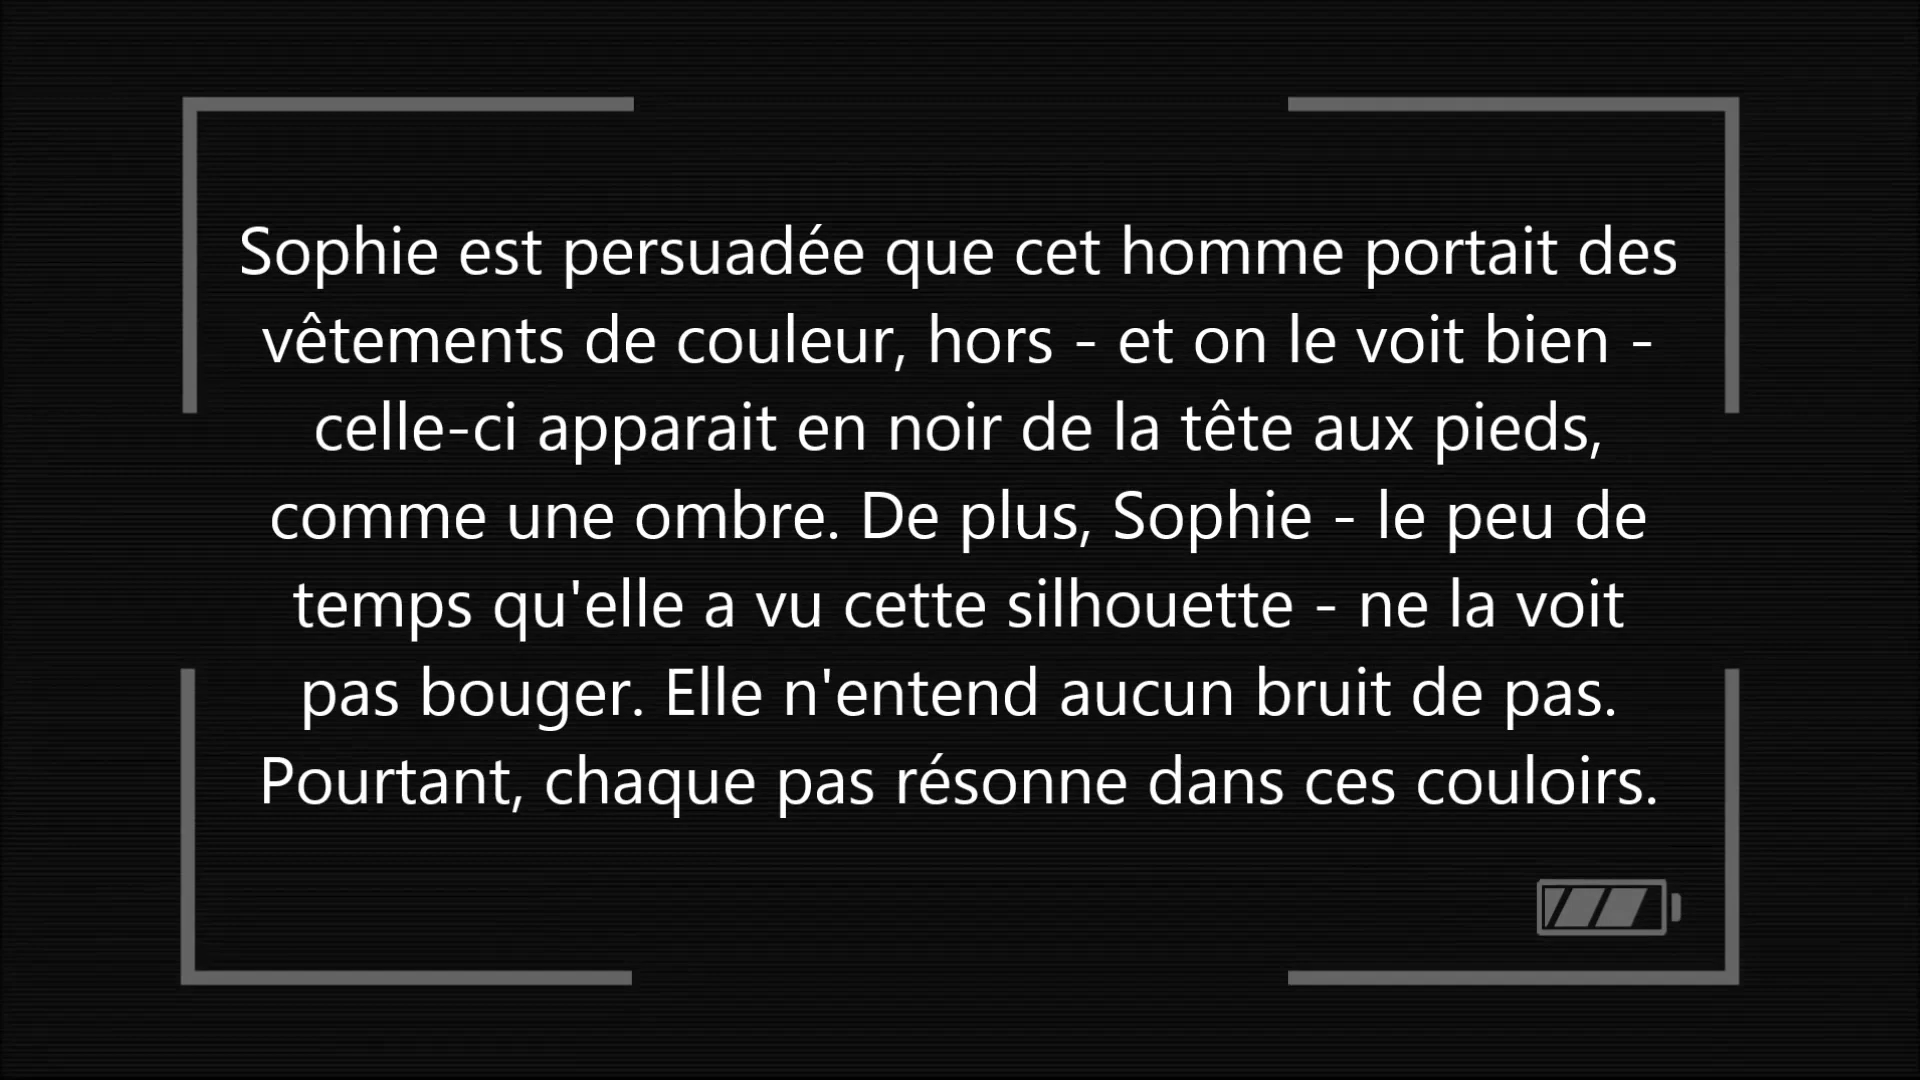 Sophie est persuadée que cet homme portait des
vêtements de couleur, hors - et on le voit bien -
celle-ci apparait en noir de la tête aux pieds,
comme une ombre. De plus, Sophie - le peu de
temps qu'elle a vu cette silhouette - ne la voit
pas bouger. Elle n'entend aucun bruit de pas.
Pourtant, chaque pas résonne dans ces couloirs.